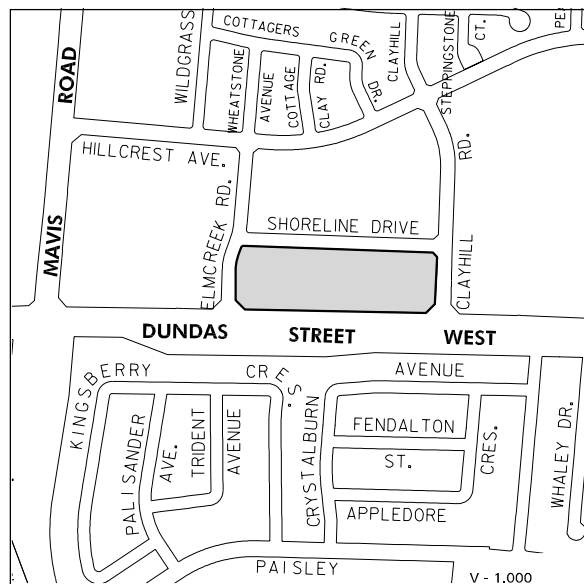 COTTAGERS GREEN DR.
CLAYHILL
STEPPINGSTONE
CT.
PE
MAVIS ROAD
WILDGRASS
WHEATSTONE
AVENUE
COTTAGE
CLAY RD.
HILLCREST AVE.
ELMCREEK RD.
SHORELINE DRIVE
CLAYHILL RD.
DUNDAS STREET WEST
KINGSBERRY CRES.
AVENUE
PALISANDER
AVE.
TRIDENT
AVENUE
CRYSTALBURN
FENDALTON
ST.
CRES.
APPLEDORE
WHALEY DR.
PAISLEY
V - 1.000